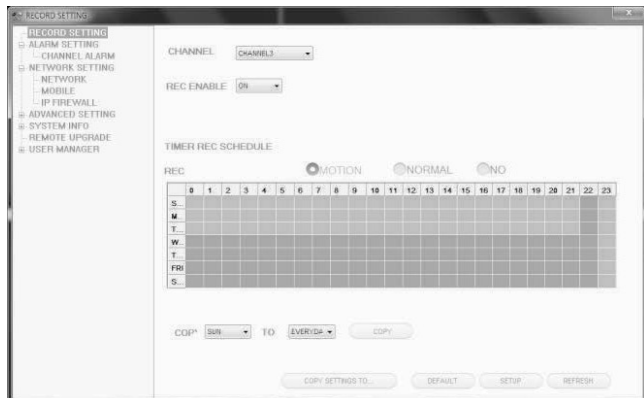 RECORD SETTING
RECORD SETTING
ALARM SETTING
CHANNEL ALARM
NETWORK SETTING
NETWORK
MOBILE
IP FIREWALL
ADVANCED SETTING
SYSTEM INFO
REMOTE UPGRADE
USER MANAGER
CHANNEL CHANNEL3
REC ENABLE ON
TIMER REC SCHEDULE
REC MOTION NORMAL NO
0 1 2 3 4 5 6 7 8 9 10 11 12 13 14 15 16 17 18 19 20 21 22 23
S...
M...
T...
W...
T...
FRI
S...
COP* SUN TO EVERYDA COPY
COPY SETTINGS TO... DEFAULT SETUP REFRESH